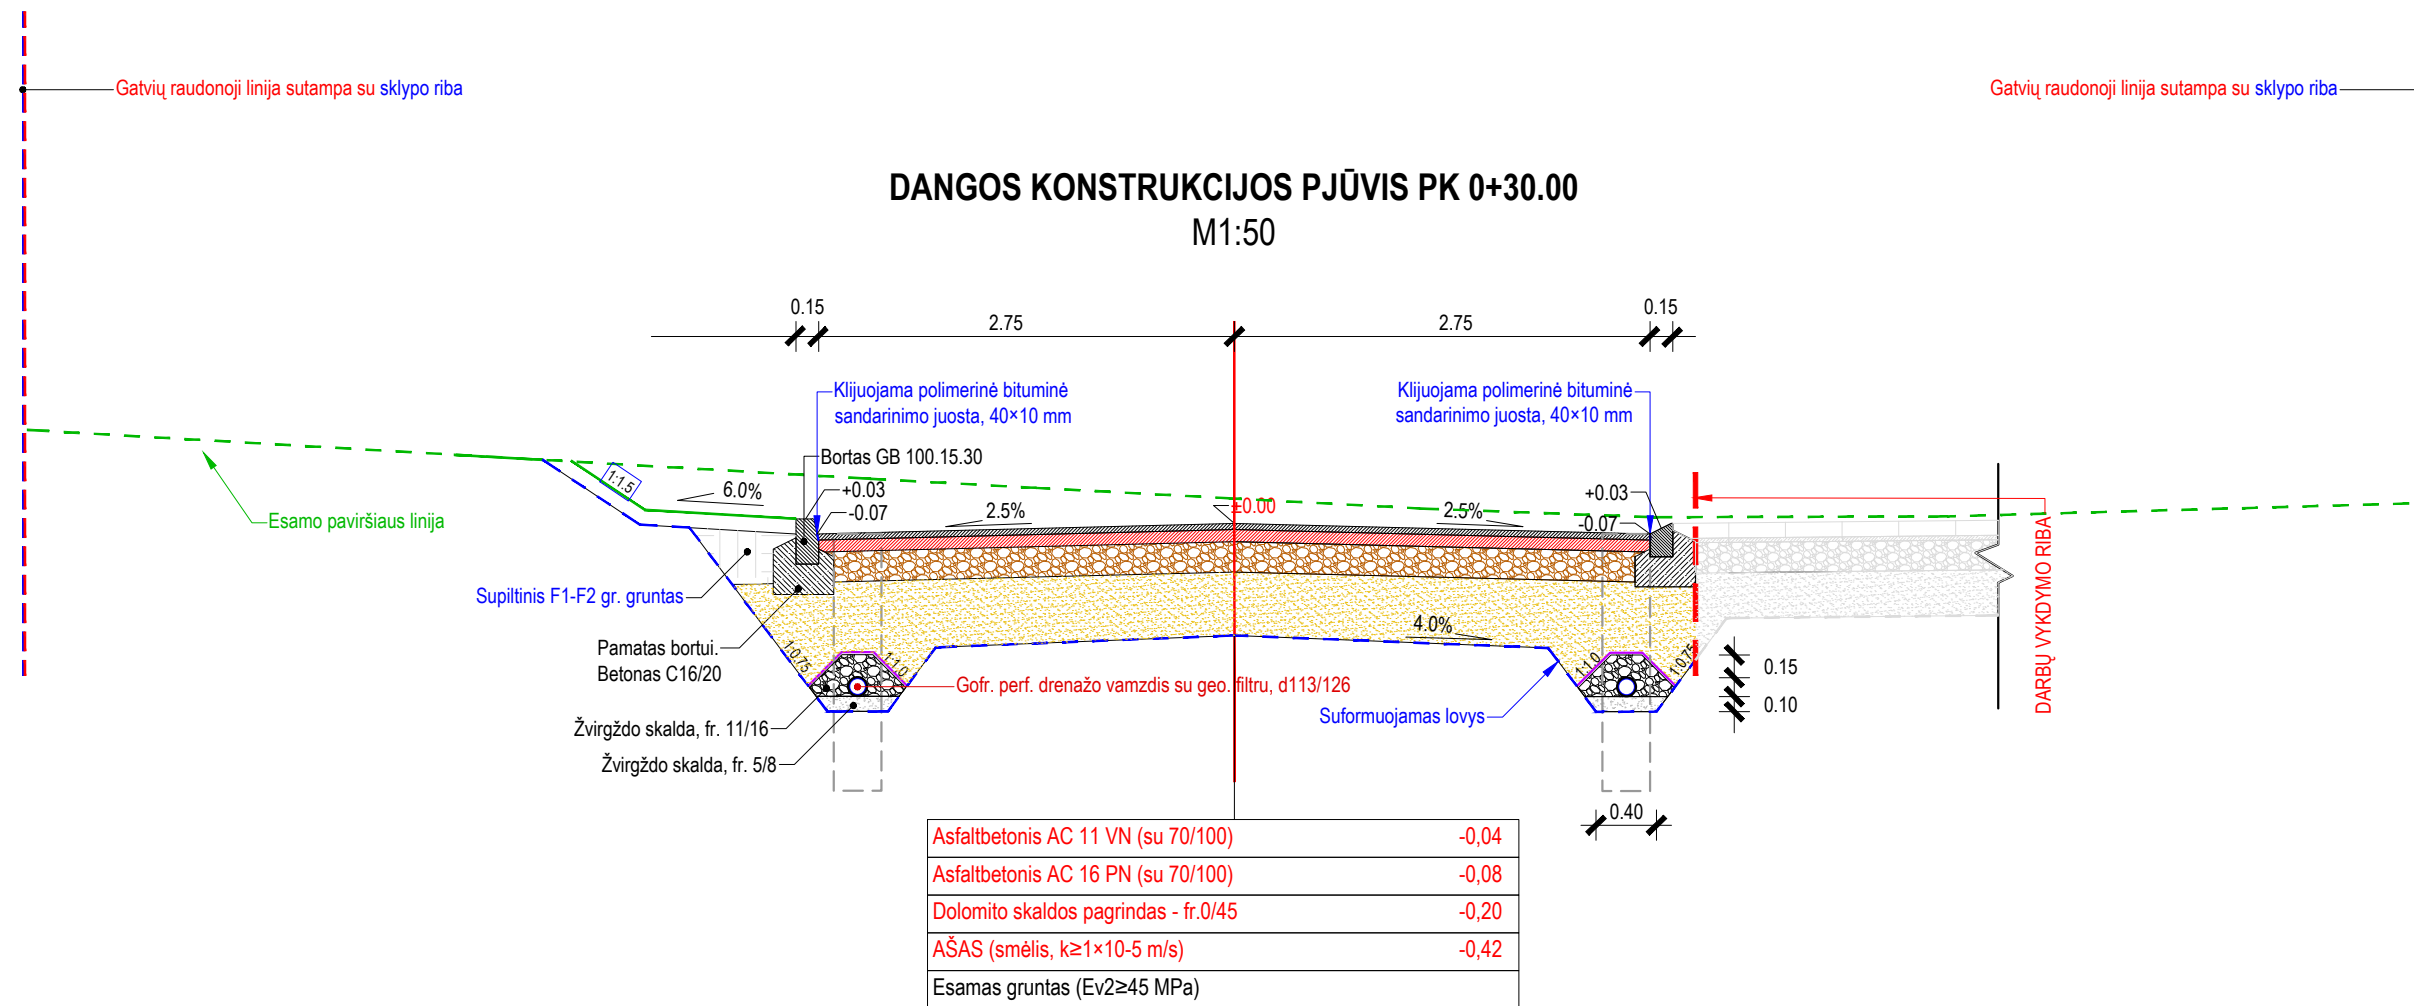 Gatvių raudonoji linija sutampa su sklypo riba
Gatvių raudonoji linija sutampa su sklypo riba
DANGOS KONSTRUKCIJOS PJŪVIS PK 0+30.00
M1:50
0.15
2.75
2.75
0.15
Klijuojama polimerinė bituminė
sandarinimo juosta, 40×10 mm
Klijuojama polimerinė bituminė
sandarinimo juosta, 40×10 mm
Bortas GB 100.15.30
1:1.5
6.0%
+0.03
-0.07
2.5%
±0.00
2.5%
+0.03
-0.07
Esamo paviršiaus linija
DARBŲ VYKDYMO RIBA
Supiltinis F1-F2 gr. gruntas
4.0%
Pamatas bortui.
Betonas C16/20
1:0.75
1:1.0
1:1.0
1:0.75
0.15
0.10
Gofr. perf. drenažo vamzdis su geo. filtru, d113/126
Suformuojamas lovys
Žvirgždo skalda, fr. 11/16
Žvirgždo skalda, fr. 5/8
0.40
Asfaltbetonis AC 11 VN (su 70/100) -0,04
Asfaltbetonis AC 16 PN (su 70/100) -0,08
Dolomito skaldos pagrindas - fr.0/45 -0,20
AŠAS (smėlis, k≥1×10-5 m/s) -0,42
Esamas gruntas (Ev2≥45 MPa)